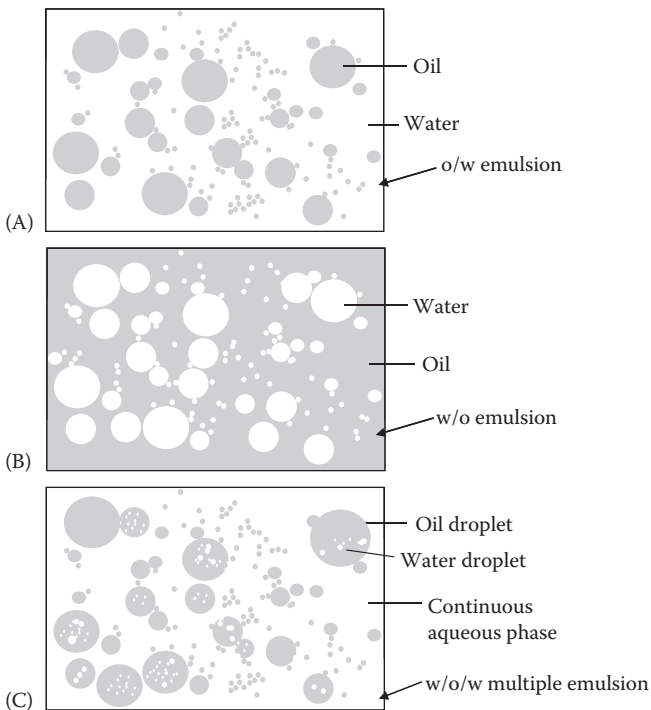 Oil
Water
o/w emulsion
(A)
Water
Oil
w/o emulsion
(B)
Oil droplet
Water droplet
Continuous
aqueous phase
w/o/w multiple emulsion
(C)